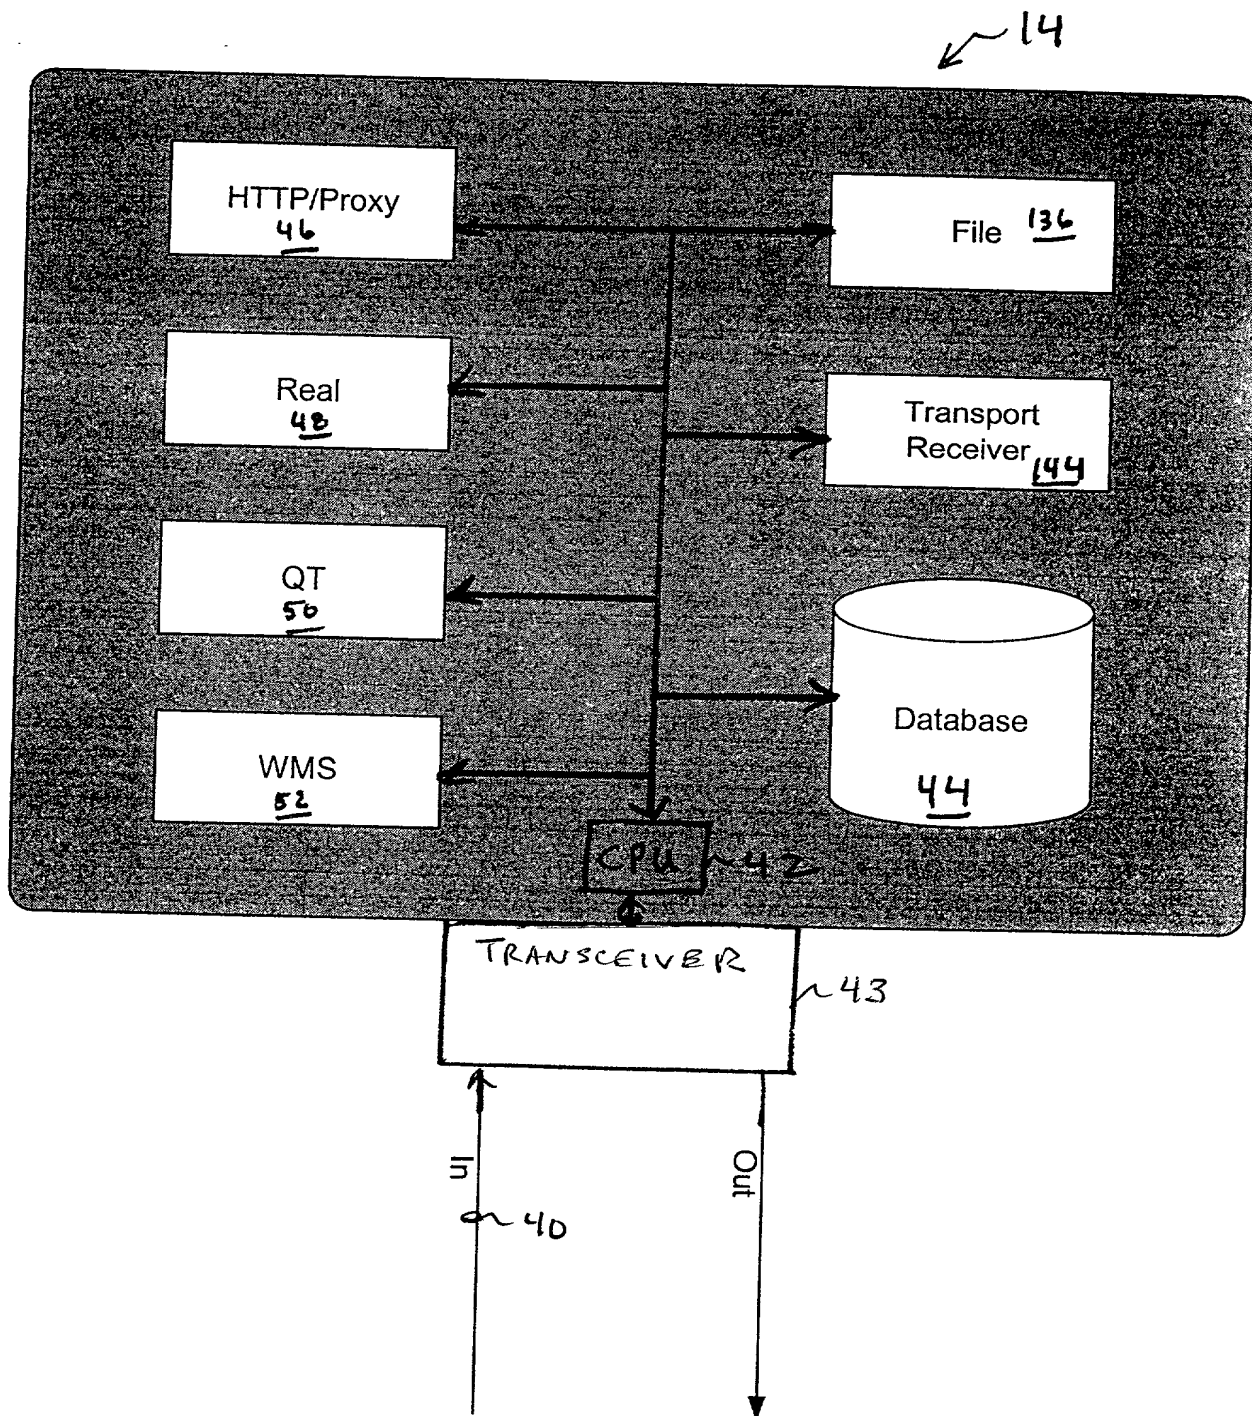 14
HTTP/Proxy
46
File 136
Real
48
Transport
Receiver 144
QT
50
WMS
52
Database
44
CPU 42
TRANSCEIVER
43
In
Out
40